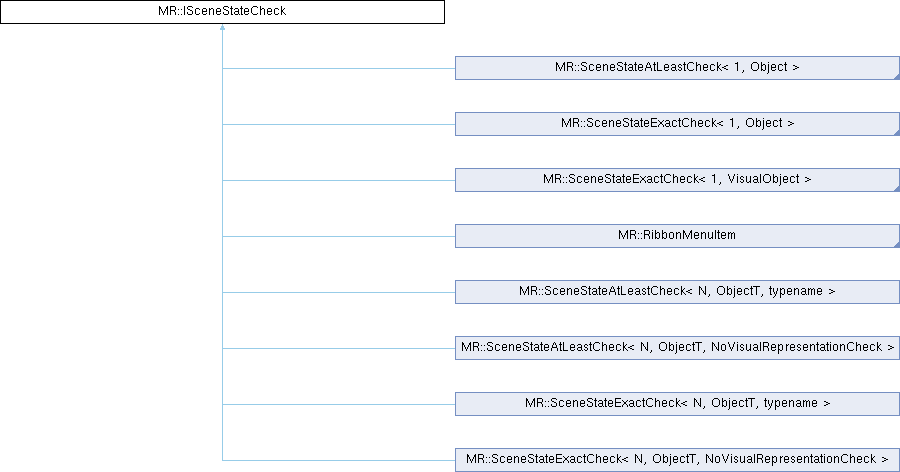 MR::ISceneStateCheck
MR::SceneStateAtLeastCheck< 1, Object >
MR::SceneStateExactCheck< 1, Object >
MR::SceneStateExactCheck< 1, VisualObject >
MR::RibbonMenuItem
MR::SceneStateAtLeastCheck< N, ObjectT, typename >
MR::SceneStateAtLeastCheck< N, ObjectT, NoVisualRepresentationCheck >
MR::SceneStateExactCheck< N, ObjectT, typename >
MR::SceneStateExactCheck< N, ObjectT, NoVisualRepresentationCheck >